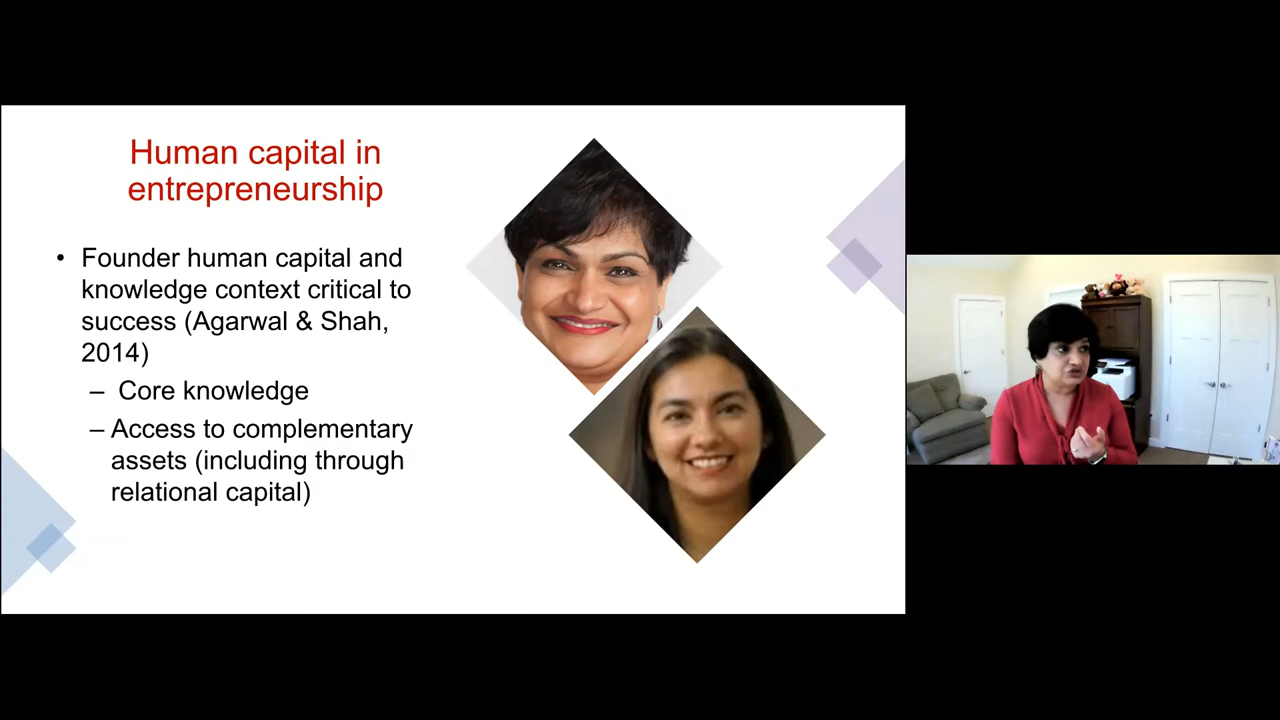 Human capital in
entrepreneurship
• Founder human capital and
knowledge context critical to
success (Agarwal & Shah,
2014)
– Core knowledge
– Access to complementary
assets (including through
relational capital)